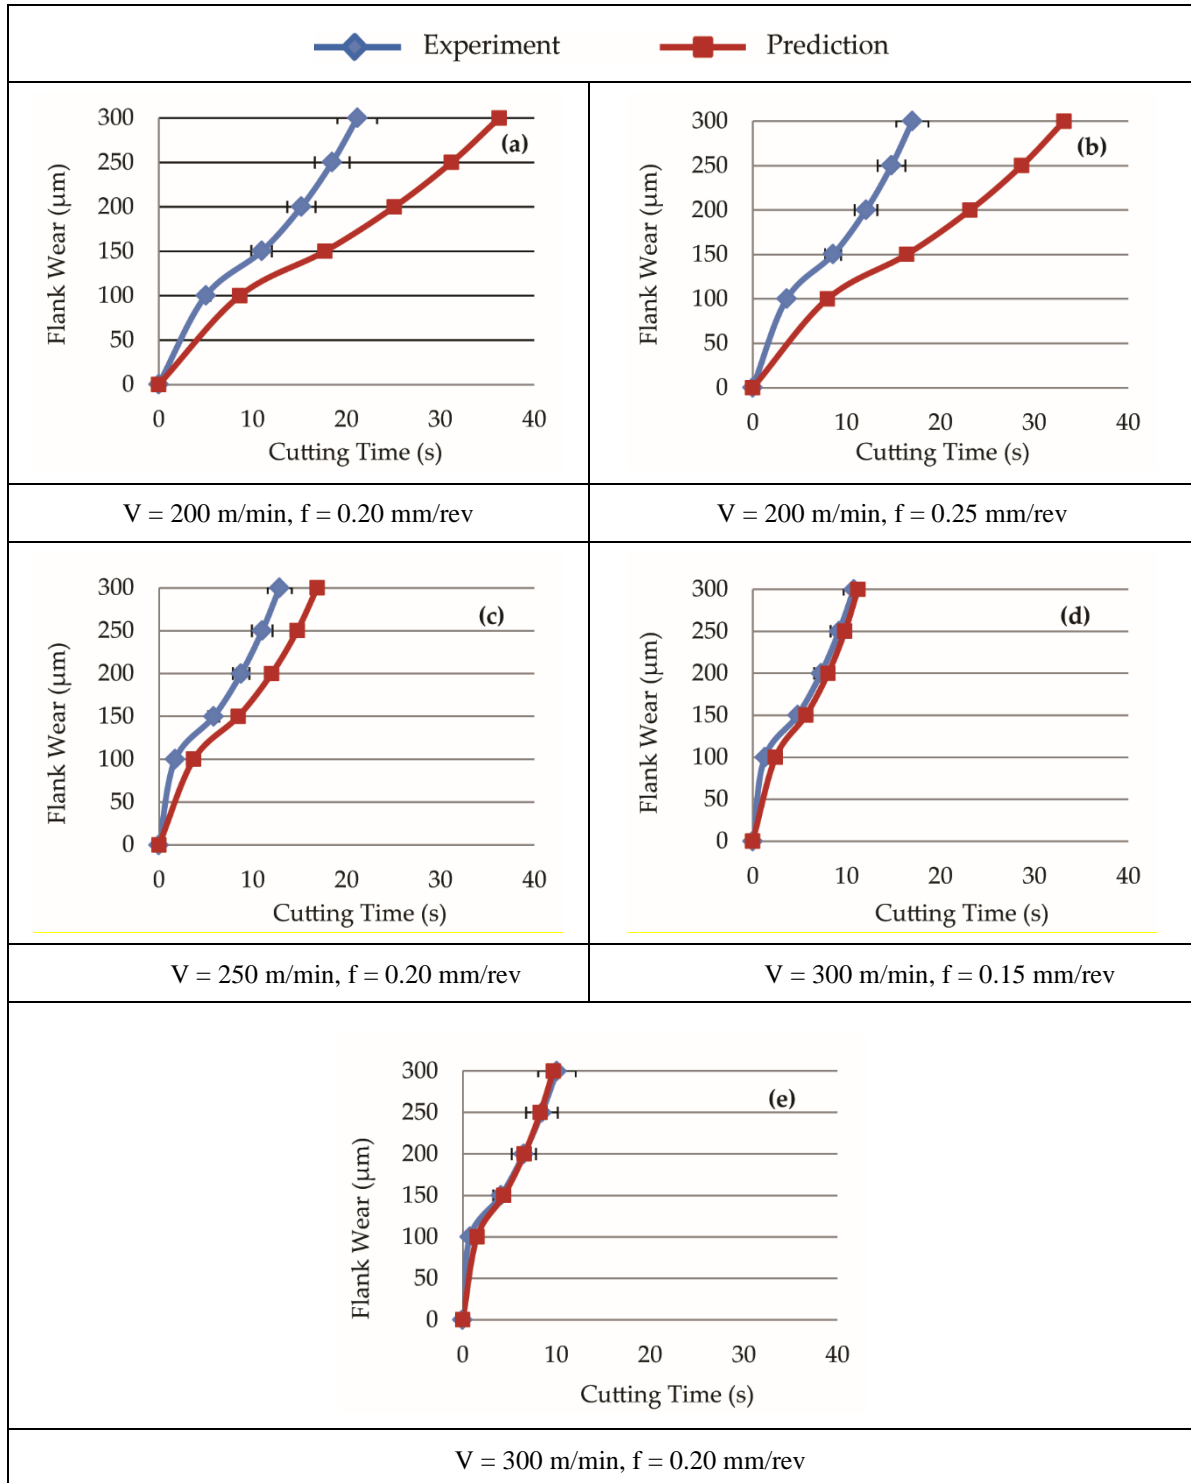 Experiment Prediction
300
250
200
150
100
50
0
Flank Wear (μm)
(a)
0 10 20 30 40
Cutting Time (s)
300
250
200
150
100
50
0
Flank Wear (μm)
(b)
0 10 20 30 40
Cutting Time (s)
V = 200 m/min, f = 0.20 mm/rev
V = 200 m/min, f = 0.25 mm/rev
300
250
200
150
100
50
0
Flank Wear (μm)
(c)
0 10 20 30 40
Cutting Time (s)
300
250
200
150
100
50
0
Flank Wear (μm)
(d)
0 10 20 30 40
Cutting Time (s)
V = 250 m/min, f = 0.20 mm/rev
V = 300 m/min, f = 0.15 mm/rev
300
250
200
150
100
50
0
Flank Wear (μm)
(e)
0 10 20 30 40
Cutting Time (s)
V = 300 m/min, f = 0.20 mm/rev